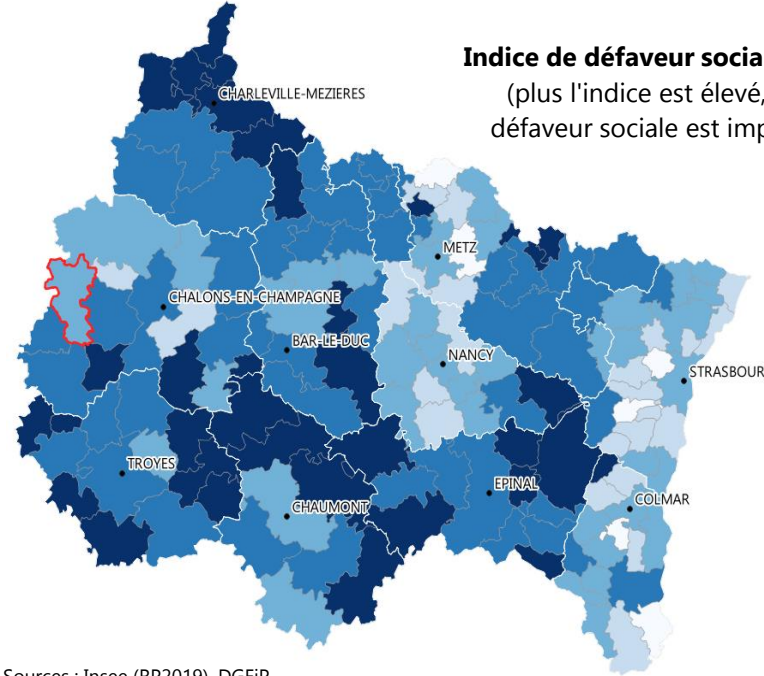 Indice de défaveur socia
(plus l'indice est élevé,
défaveur sociale est imp
CHARLEVILLE-MEZIERES
METZ
CHALONS-EN-CHAMPAGNE
BAR-LE-DUC
NANCY
STRASBOUR
TROYES
EPINAL
CHAUMONT
COLMAR
Sources : Insee (RP2019), DGFiP